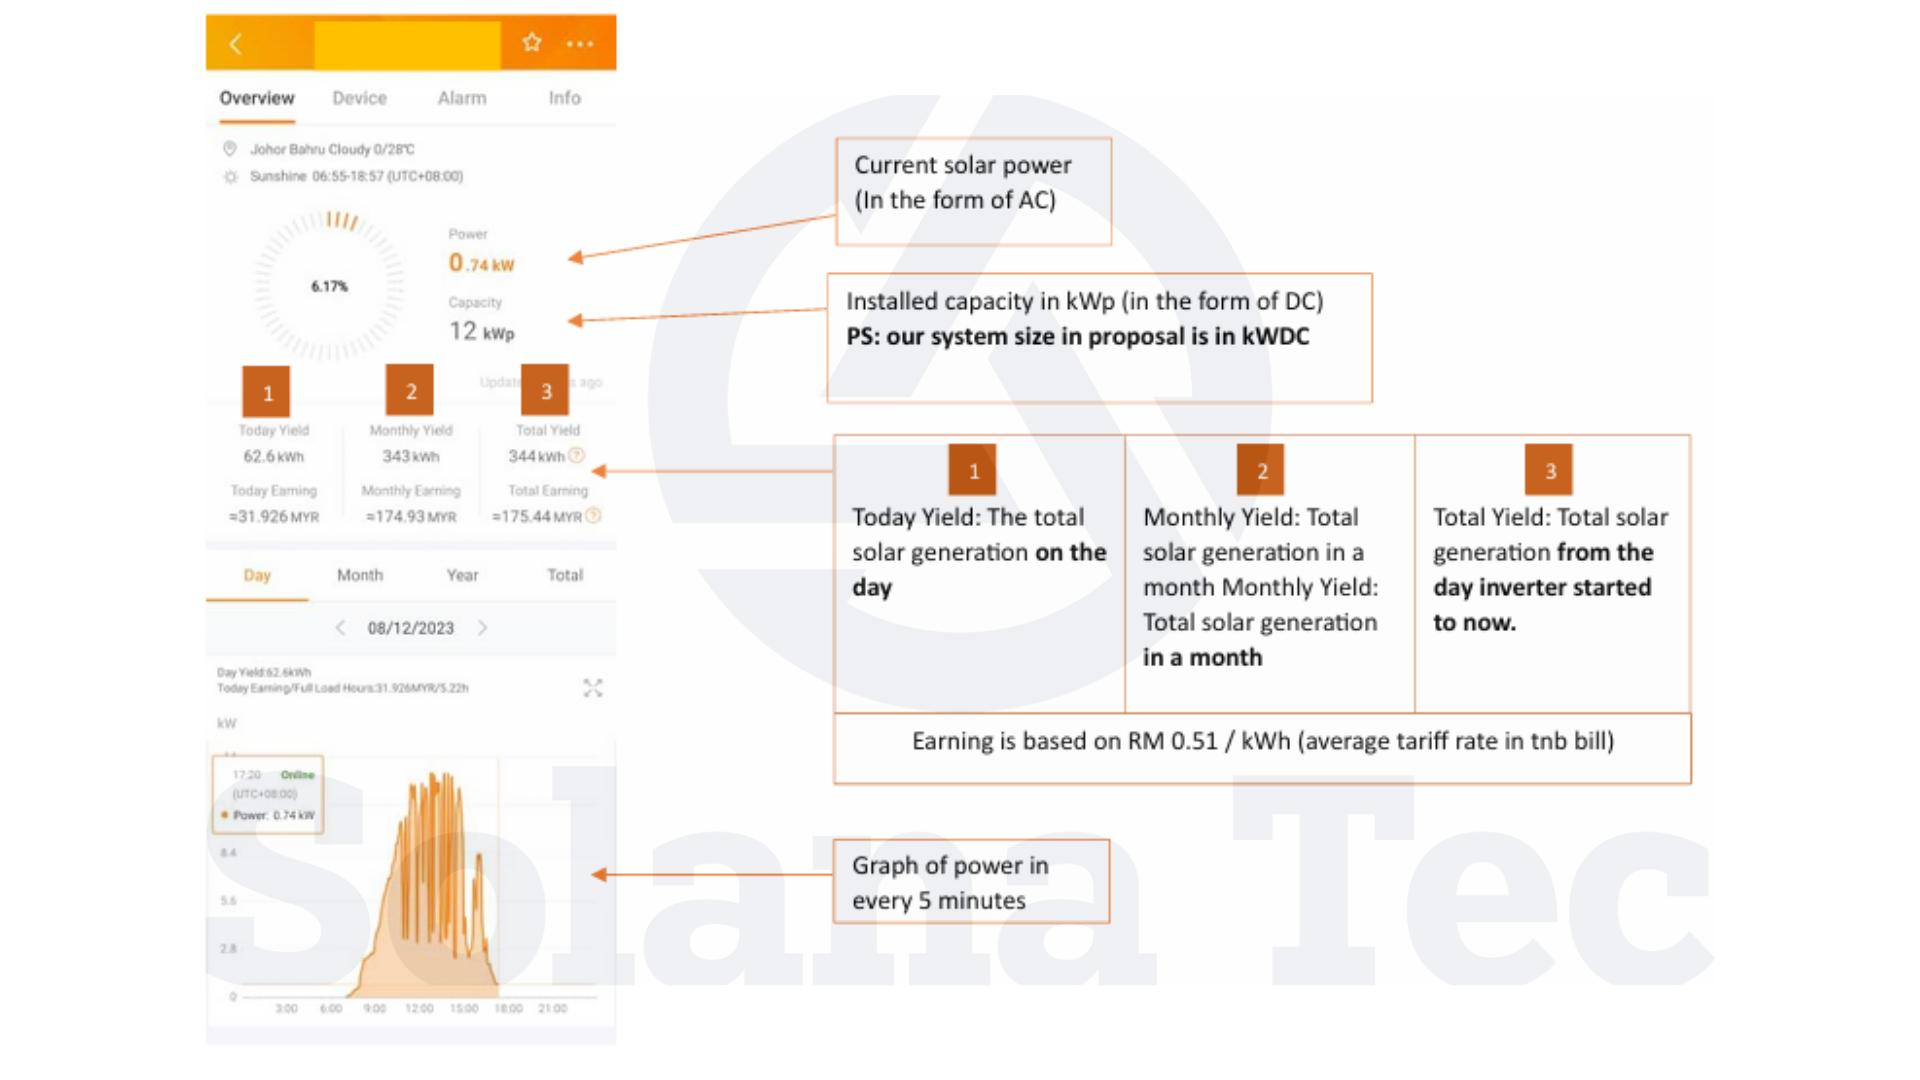 Overview Device Alarm Info
Johor Bahru Cloudy 0/28℃
Sunshine 06:55-18:57 (UTC+08:00)
Power
0.74 kW
6.17%
Capacity
12 kWp
Update ago
1 2 3
Today Yield Monthly Yield Total Yield
62.6 kWh 343 kWh 344 kWh ?
Today Earning Monthly Earning Total Earning
≈31.926 MYR ≈174.93 MYR ≈175.44 MYR ?
Day Month Year Total
08/12/2023
Day Yield:62.6kWh
Today Earning/Full Load Hours:31.926MYR/5.22h
kW
17:20 Online
(UTC+08:00)
Power: 0.74 kW
8.4
5.6
2.8
0
3:00 6:00 9:00 12:00 15:00 18:00 21:00
Current solar power
(In the form of AC)
Installed capacity in kWp (in the form of DC)
PS: our system size in proposal is in kWDC
1
Today Yield: The total
solar generation on the
day
2
Monthly Yield: Total
solar generation in a
month Monthly Yield:
Total solar generation
in a month
3
Total Yield: Total solar
generation from the
day inverter started
to now.
Earning is based on RM 0.51 / kWh (average tariff rate in tnb bill)
Graph of power in
every 5 minutes
Solana Tec